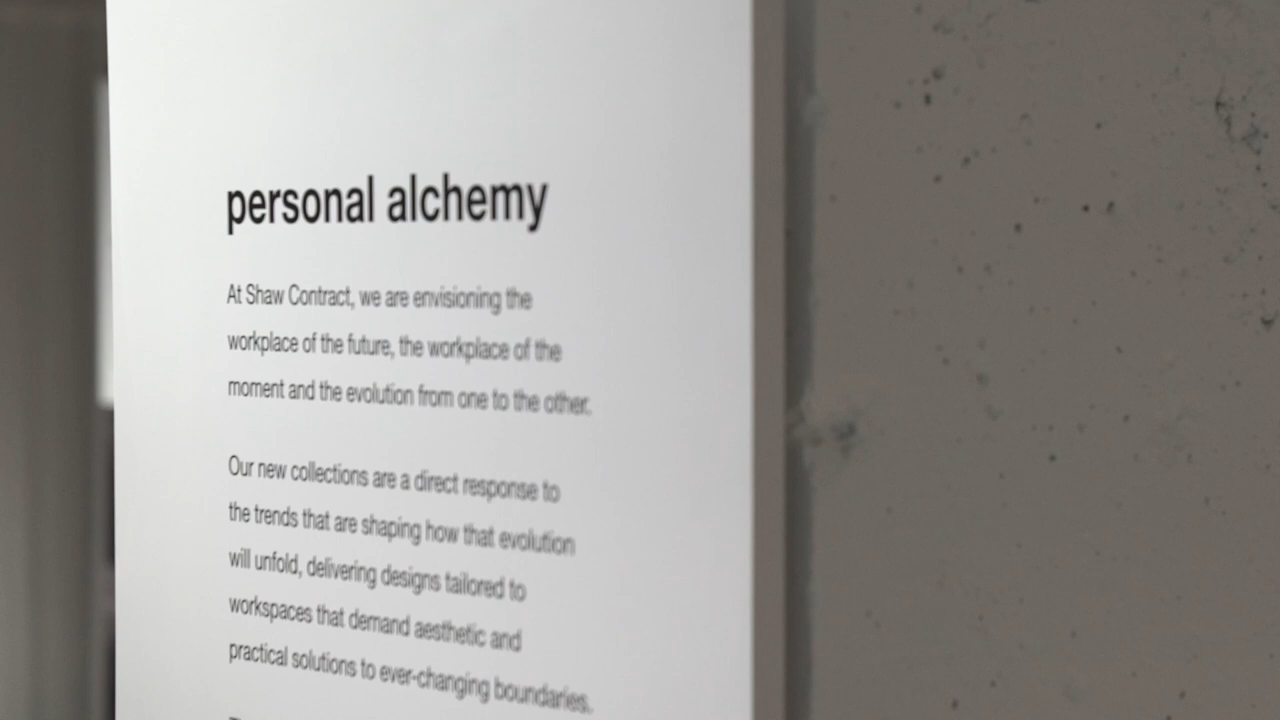 personal alchemy
At Shaw Contract, we are envisioning the
workplace of the future, the workplace of the
moment and the evolution from one to the other.
Our new collections are a direct response to
the trends that are shaping how that evolution
will unfold, delivering designs tailored to
workspaces that demand aesthetic and
practical solutions to ever-changing boundaries.